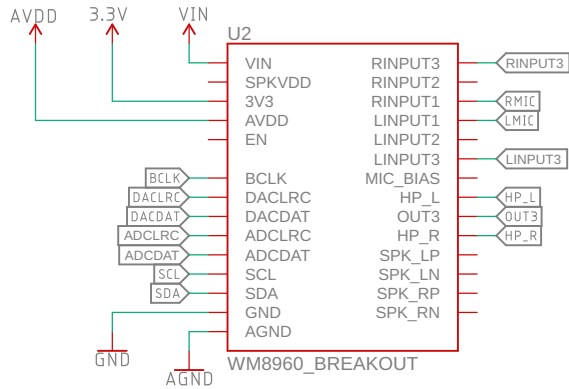 AVDD 3.3V VIN
U2
VIN RINPUT3 RINPUT3
SPKVDD RINPUT2
3V3 RINPUT1 RMIC
AVDD LINPUT1 LMIC
EN LINPUT2
LINPUT3 LINPUT3
BCLK BCLK MIC_BIAS
DACLRC DACLRC HP_L HP_L
DACDAT DACDAT OUT3 OUT3
ADCLRC ADCLRC HP_R HP_R
ADCDAT ADCDAT SPK_LP
SCL SCL SPK_LN
SDA SDA SPK_RP
GND SPK_RN
AGND
GND
WM8960_BREAKOUT
AGND